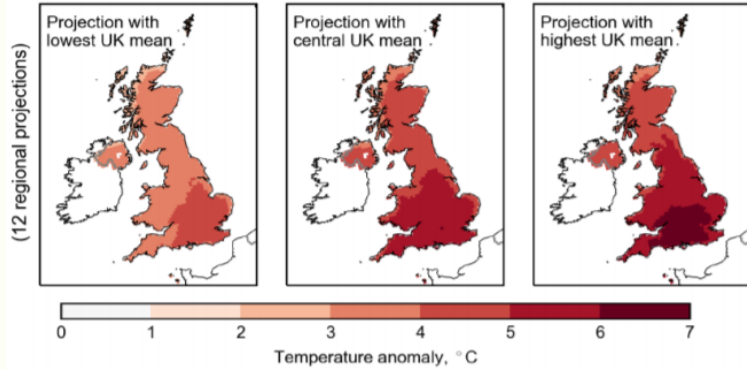 Projection with
lowest UK mean
Projection with
central UK mean
Projection with
highest UK mean
(12 regional projections)
0 1 2 3 4 5 6 7
Temperature anomaly, °C